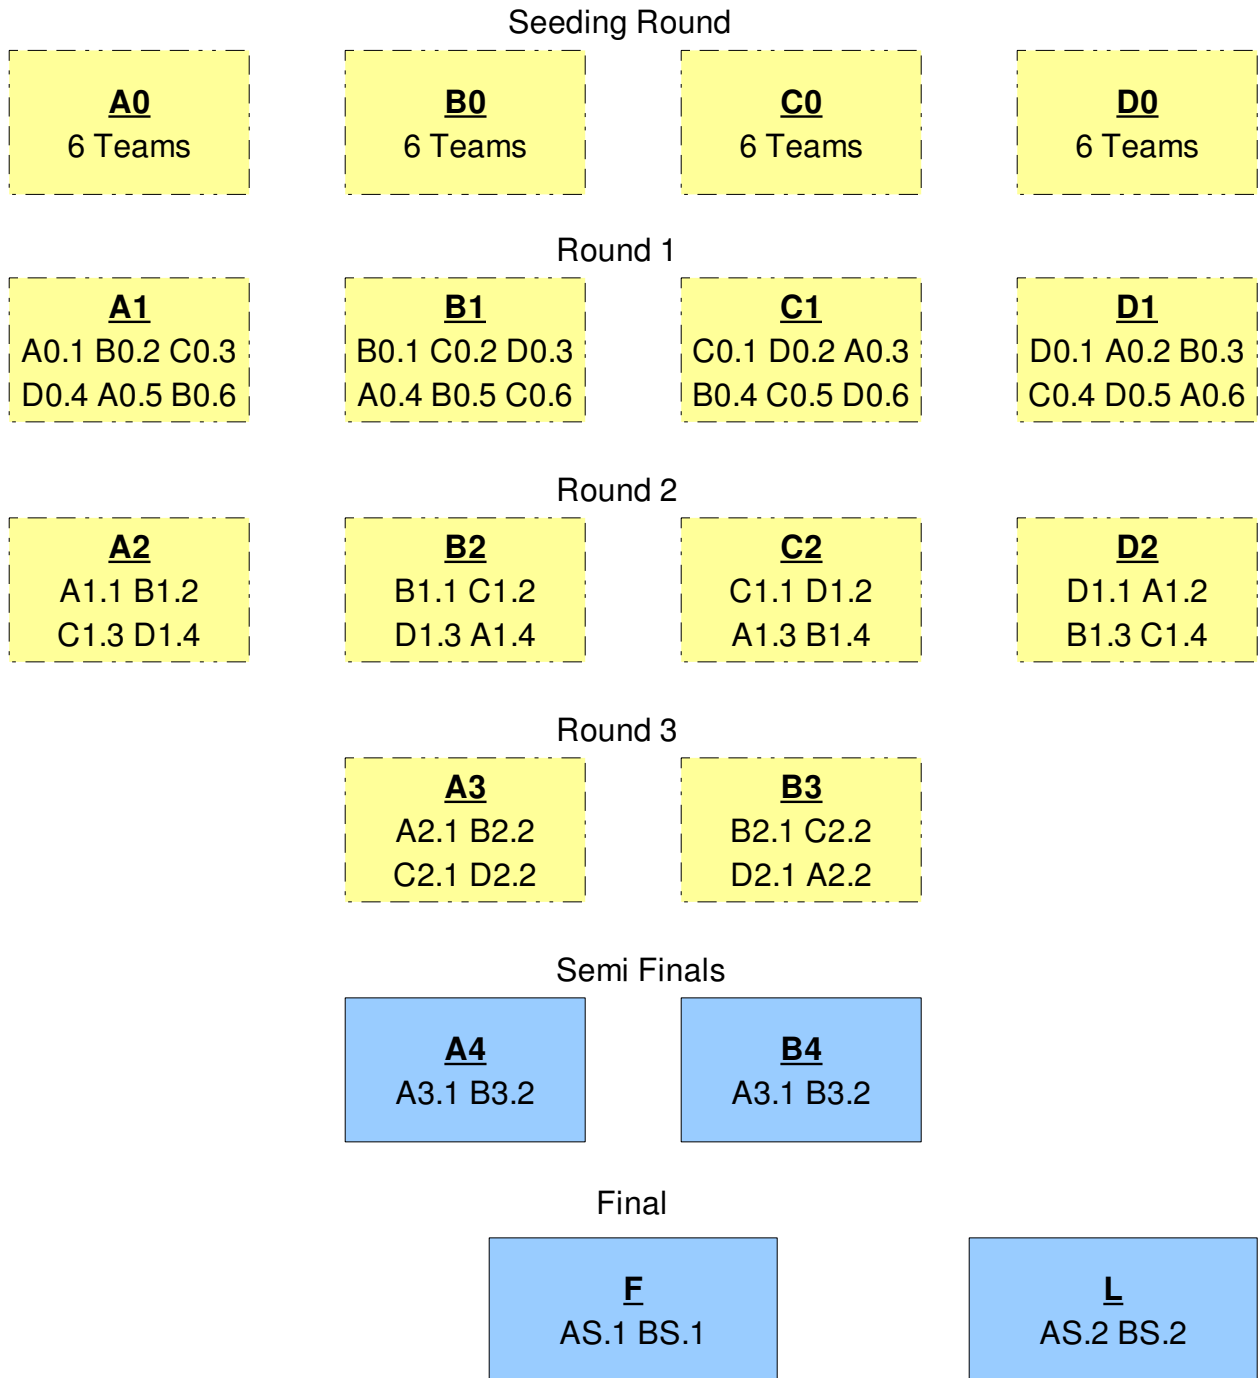 Seeding Round
A0 B0 C0 D0
6 Teams 6 Teams 6 Teams 6 Teams
Round 1
A1 B1 C1 D1
A0.1 B0.2 C0.3 B0.1 C0.2 D0.3 C0.1 D0.2 A0.3 D0.1 A0.2 B0.3
D0.4 A0.5 B0.6 A0.4 B0.5 C0.6 B0.4 C0.5 D0.6 C0.4 D0.5 A0.6
Round 2
A2 B2 C2 D2
A1.1 B1.2 B1.1 C1.2 C1.1 D1.2 D1.1 A1.2
C1.3 D1.4 D1.3 A1.4 A1.3 B1.4 B1.3 C1.4
Round 3
A3 B3
A2.1 B2.2 B2.1 C2.2
C2.1 D2.2 D2.1 A2.2
Semi Finals
A4 B4
A3.1 B3.2 A3.1 B3.2
Final
F L
AS.1 BS.1 AS.2 BS.2